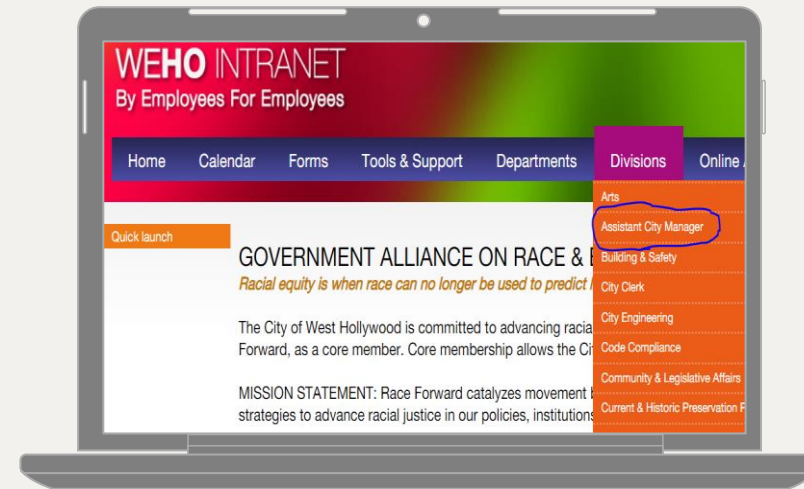 WEHO INTRANET
By Employees For Employees
Home Calendar Forms Tools & Support Departments Divisions Online
Arts
Assistant City Manager
Building & Safety
City Clerk
City Engineering
Code Compliance
Community & Legislative Affairs
Current & Historic Preservation
Quick launch
GOVERNMENT ALLIANCE ON RACE &
Racial equity is when race can no longer be used to predict
The City of West Hollywood is committed to advancing racia
Forward, as a core member. Core membership allows the Ci
MISSION STATEMENT: Race Forward catalyzes movement
strategies to advance racial justice in our policies, institutions